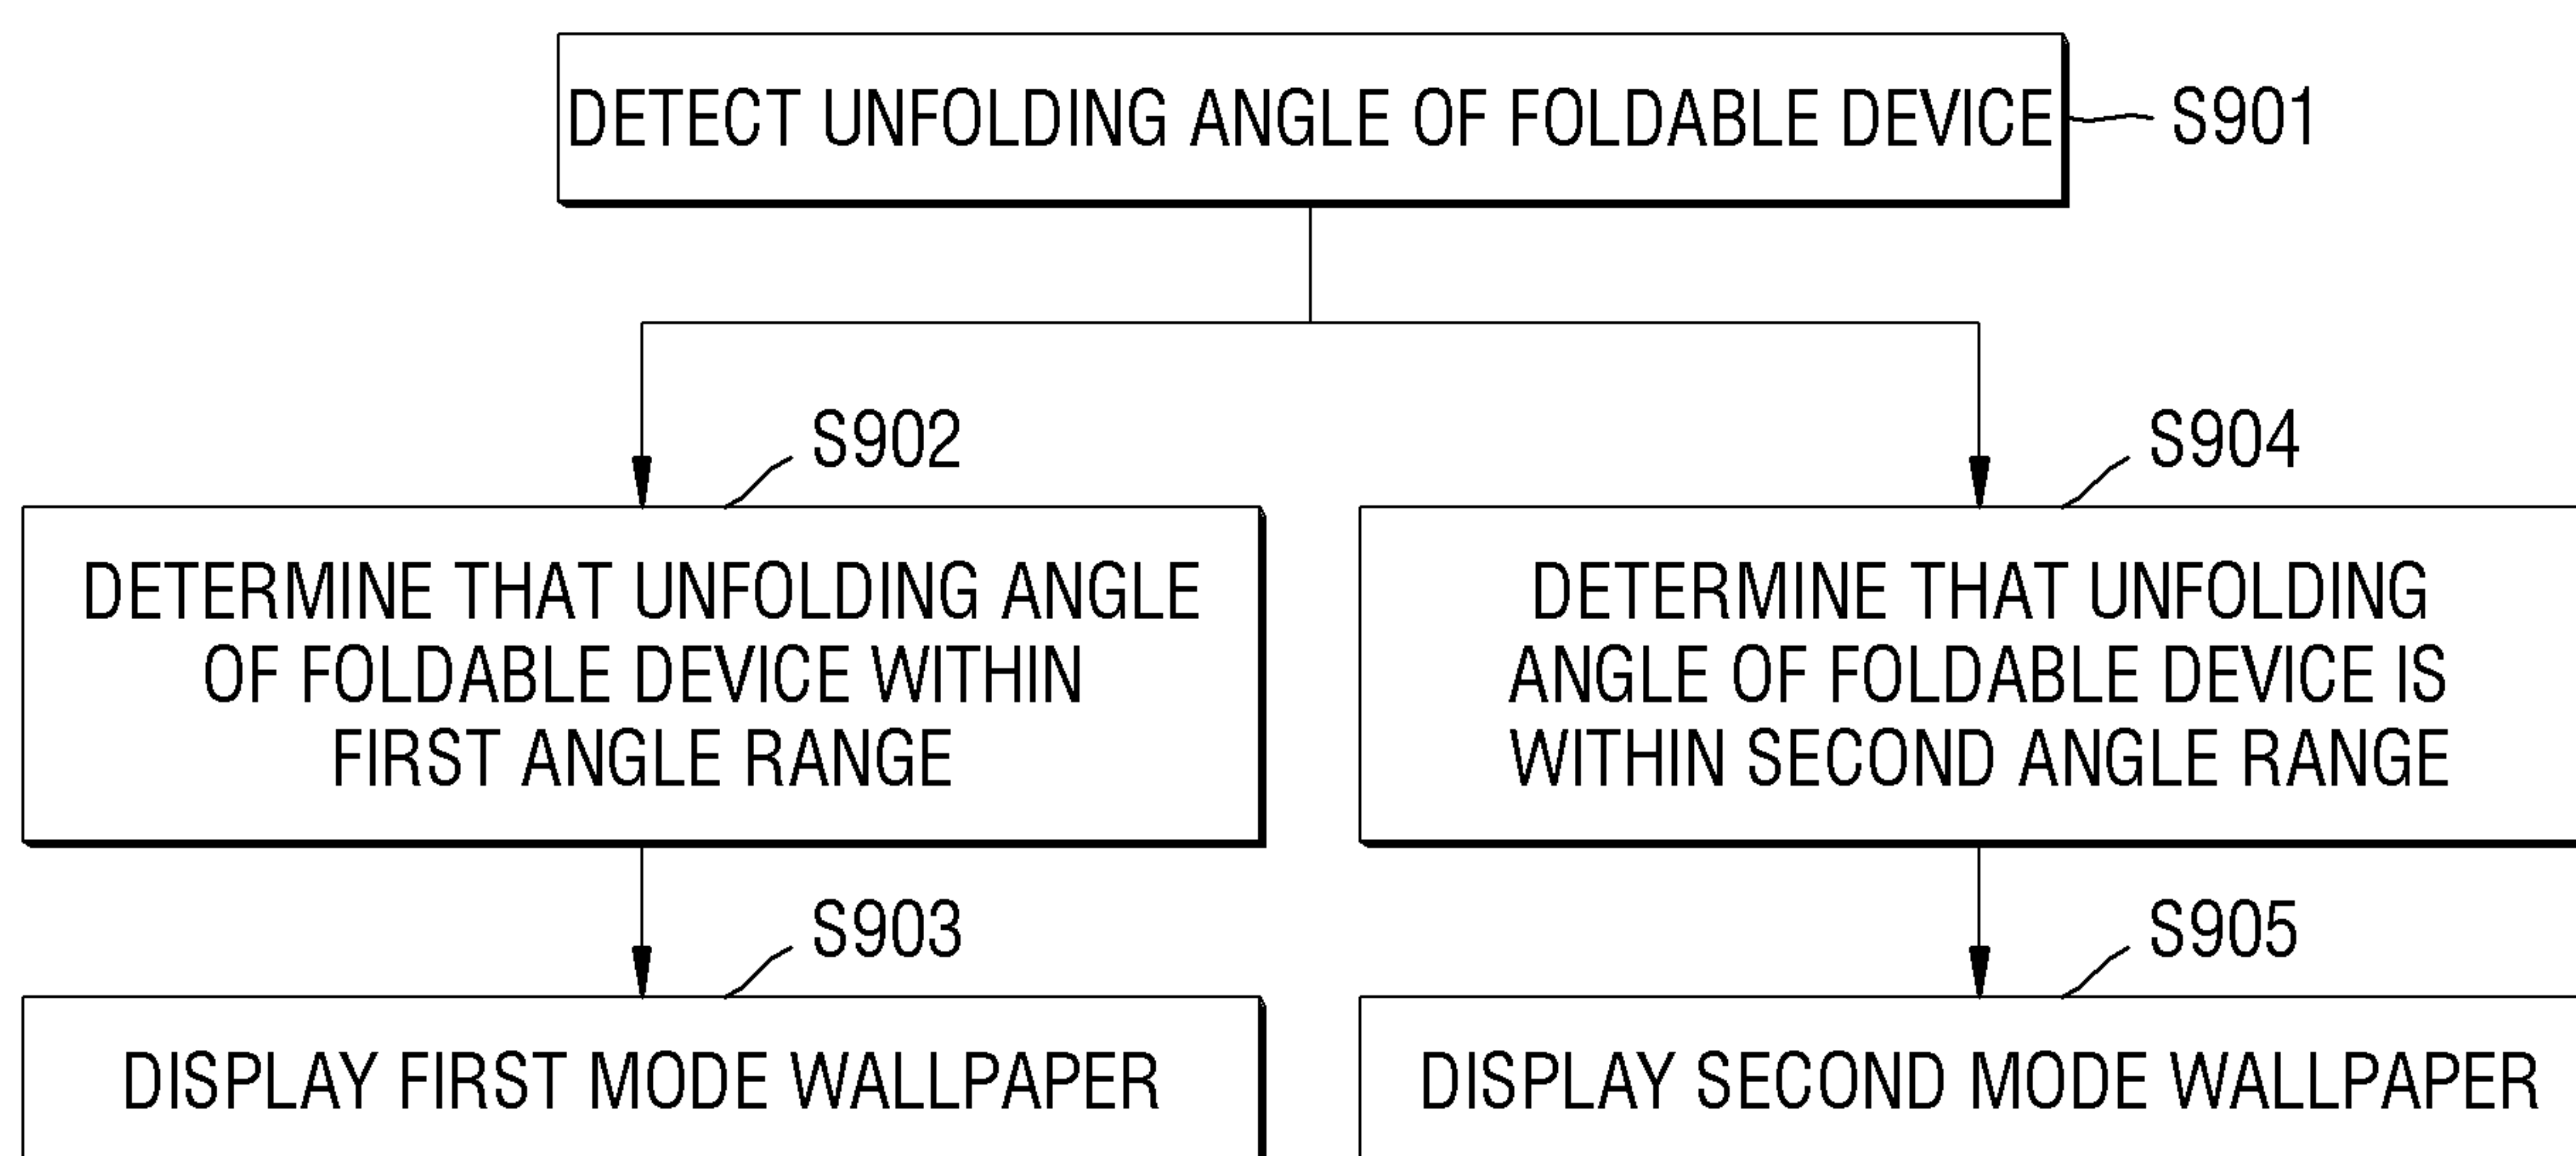 DETECT UNFOLDING ANGLE OF FOLDABLE DEVICE
S901
S902
DETERMINE THAT UNFOLDING ANGLE
OF FOLDABLE DEVICE WITHIN
FIRST ANGLE RANGE
S904
DETERMINE THAT UNFOLDING
ANGLE OF FOLDABLE DEVICE IS
WITHIN SECOND ANGLE RANGE
S903
DISPLAY FIRST MODE WALLPAPER
S905
DISPLAY SECOND MODE WALLPAPER